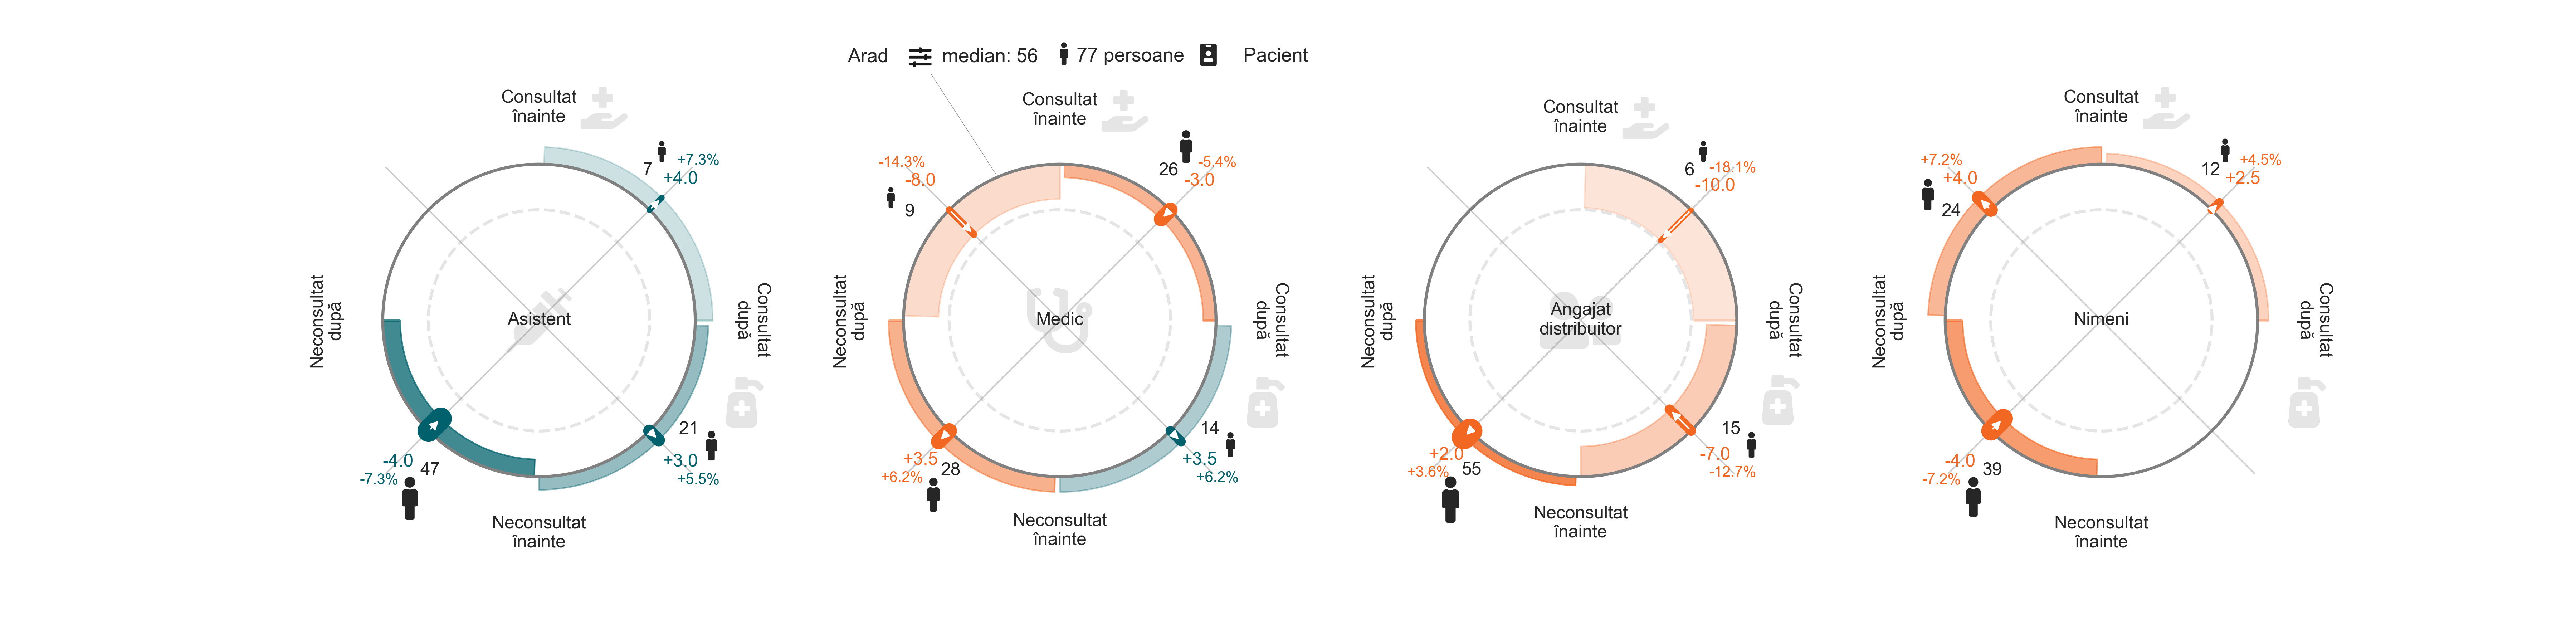 Arad median: 56 77 persoane Pacient
Consultat
înainte
7
+7.3%
+4.0
Neconsultat
după
Asistent
Consultat
după
21
+3.0
+5.5%
-4.0
47
-7.3%
Neconsultat
înainte
Consultat
înainte
-14.3%
-8.0
9
26
-5.4%
-3.0
Neconsultat
după
Medic
Consultat
după
14
+3.5
+6.2%
+3.5
28
+6.2%
Neconsultat
înainte
Consultat
înainte
6
-18.1%
-10.0
Neconsultat
după
Angajat
distribuitor
Consultat
după
15
-7.0
-12.7%
+2.0
55
+3.6%
Neconsultat
înainte
Consultat
înainte
+7.2%
+4.0
24
12
+4.5%
+2.5
Neconsultat
după
Nimeni
Consultat
după
-4.0
39
-7.2%
Neconsultat
înainte